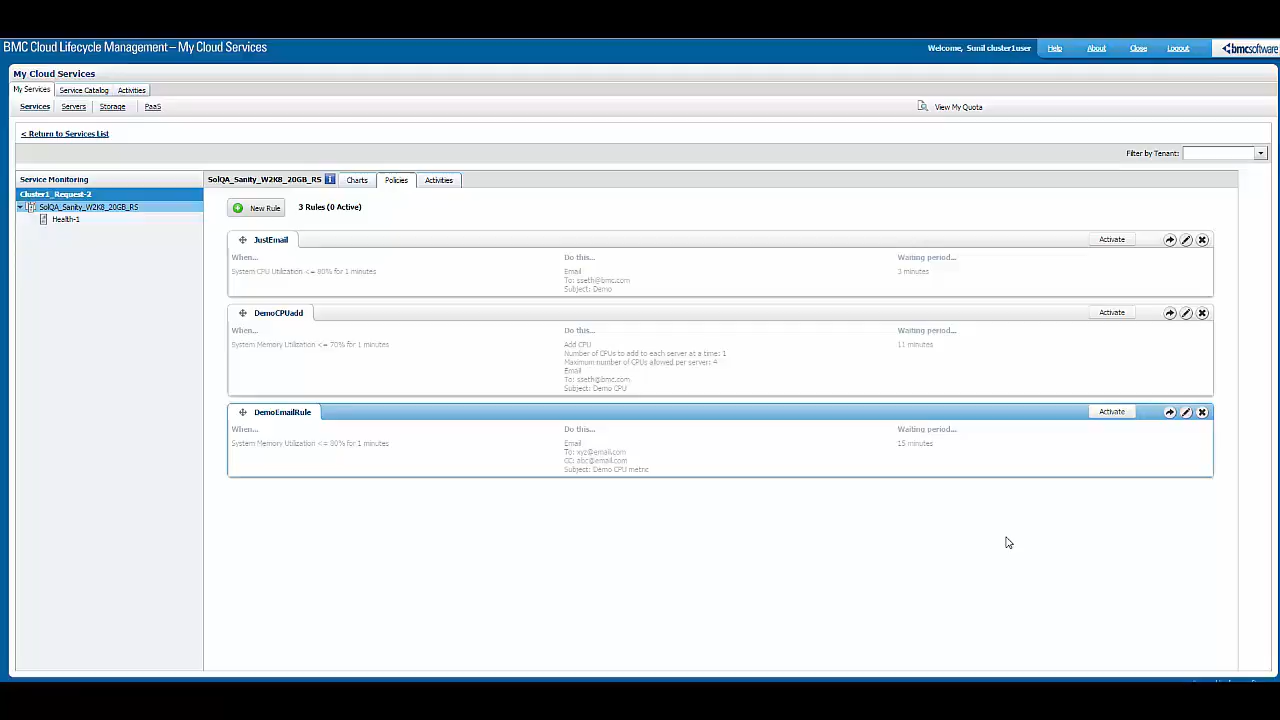 BMC Cloud Lifecycle Management – My Cloud Services
Welcome, Sunil cluster1user
Help
About
Close
Logout
bmcsoftware
My Cloud Services
My Services
Service Catalog
Activities
Services
Servers
Storage
PaaS
View My Quota
< Return to Services List
Filter by Tenant:
Service Monitoring
Cluster1_Request-2
SolQA_Sanity_W2K8_20GB_RS
Health-1
SolQA_Sanity_W2K8_20GB_RS
Charts
Policies
Activities
New Rule
3 Rules (0 Active)
JustEmail
Activate
When...
Do this...
Waiting period...
System CPU Utilization <= 80% for 1 minutes
Email
To: sseth@bmc.com
Subject: Demo
3 minutes
DemoCPUadd
Activate
When...
Do this...
Waiting period...
System Memory Utilization <= 70% for 1 minutes
Add CPU
Number of CPUs to add to each server at a time: 1
Maximum number of CPUs allowed per server: 4
Email
To: sseth@bmc.com
Subject: Demo CPU
11 minutes
DemoEmailRule
Activate
When...
Do this...
Waiting period...
System Memory Utilization <= 80% for 1 minutes
Email
To: xyz@email.com
CC: abc@email.com
Subject: Demo CPU metric
15 minutes